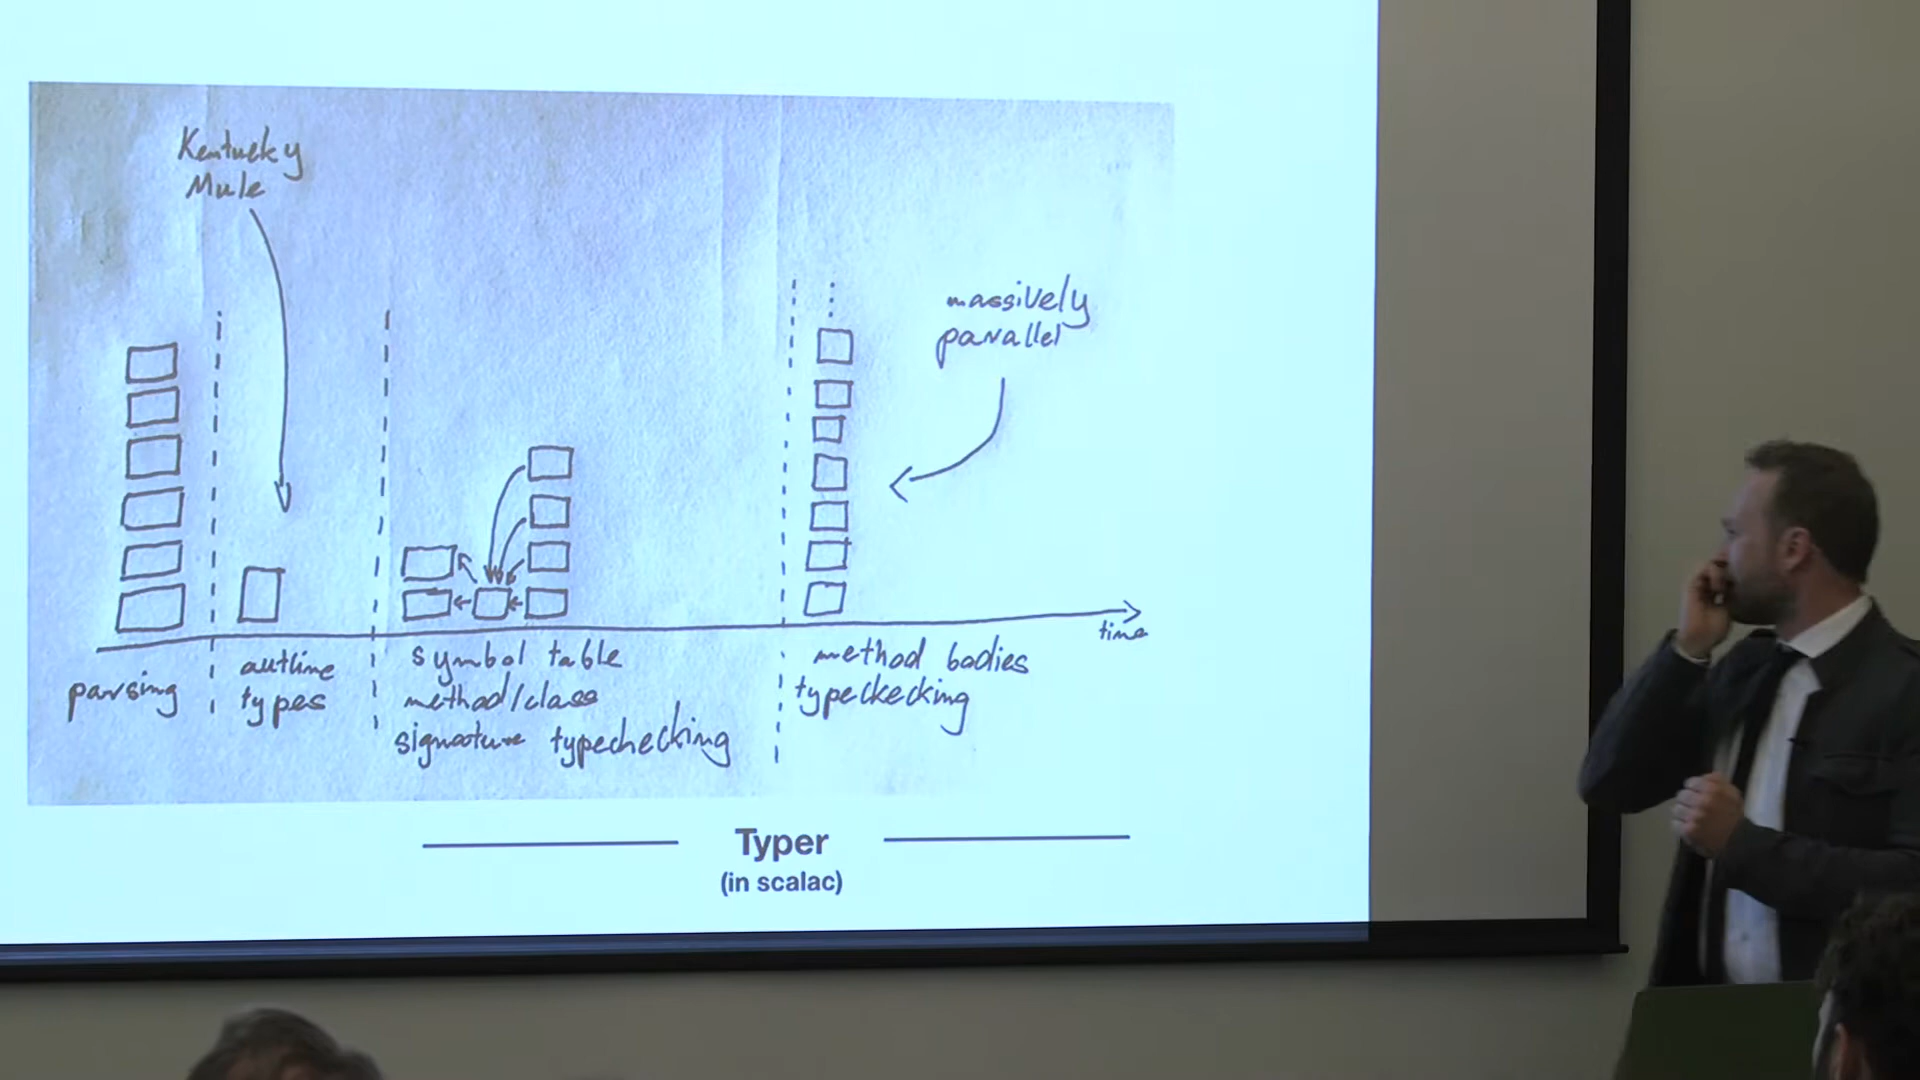 Kentucky
Mule
massively
parallel
time
parsing
outline
types
symbol table
method/class
signature typechecking
method bodies
typeckecking
Typer
(in scalac)